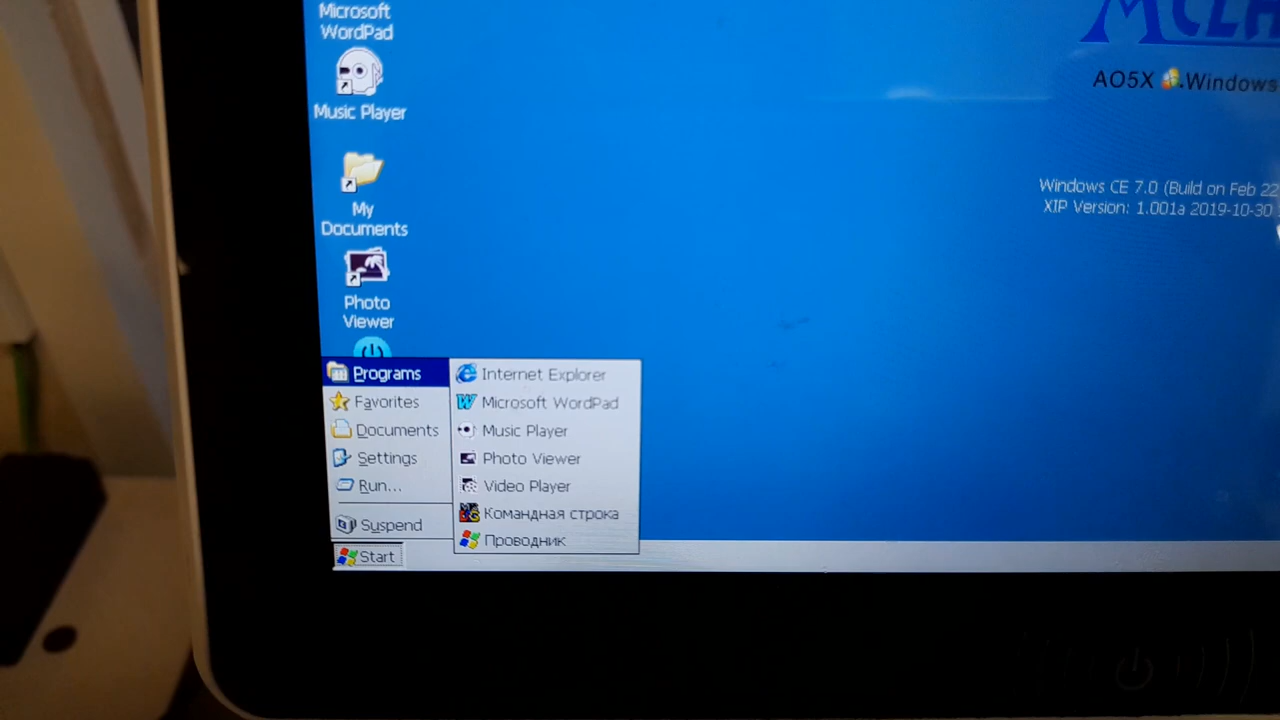 Microsoft
WordPad
Music Player
My
Documents
Photo
Viewer
AO5X Windows
Windows CE 7.0 (Build on Feb 22
XIP Version: 1.001a 2019-10-30
Programs
Favorites
Documents
Settings
Run...
Suspend
Start
Internet Explorer
Microsoft WordPad
Music Player
Photo Viewer
Video Player
Командная строка
Проводник